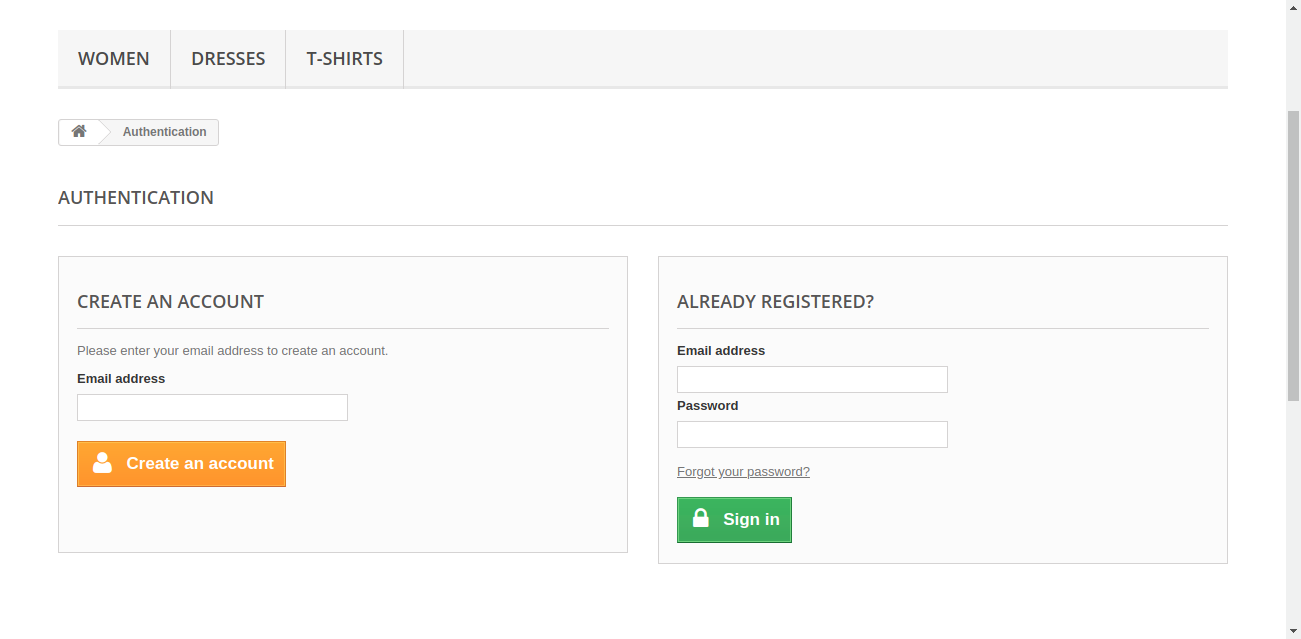 WOMEN DRESSES T-SHIRTS
Authentication
AUTHENTICATION
CREATE AN ACCOUNT
Please enter your email address to create an account.
Email address
Create an account
ALREADY REGISTERED?
Email address
Password
Forgot your password?
Sign in